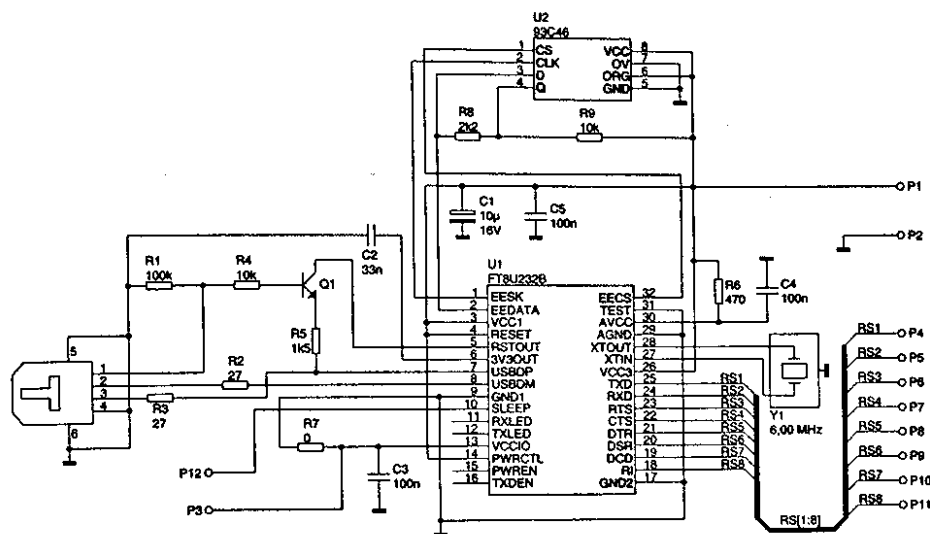 U2
93C46
1 CS VCC 8
2 CLK OV 7
3 D ORG 6
4 Q GND 5
R8
2k2
R9
10k
C1
10µ
16V
C5
100n
P1
P2
C2
33n
R1
100k
R4
10k
Q1
R5
1k5
U1
FT8U232B
1 EESK EECS 32
2 EEDATA TEST 31
3 VCC1 AVCC 30
4 RESET AGND 29
5 RSTOUT XTOUT 28
6 3V3OUT XTIN 27
7 USBDP VCC3 26
8 USBDM TXD 25
9 GND1 RXD 24
10 SLEEP RTS 23
11 RXLED CTS 22
12 TXLED DTR 21
13 VCCIO DSR 20
14 PWRCTL DCD 19
15 PWREN RI 18
16 TXDEN GND2 17
R6
470
C4
100n
Y1
6,00 MHz
5
1
2
3
4
6
R2
27
R3
27
R7
0
C3
100n
P12
P3
RS1
RS2
RS3
RS4
RS5
RS6
RS7
RS8
RS[1:8]
RS1 P4
RS2 P5
RS3 P6
RS4 P7
RS5 P8
RS6 P9
RS7 P10
RS8 P11